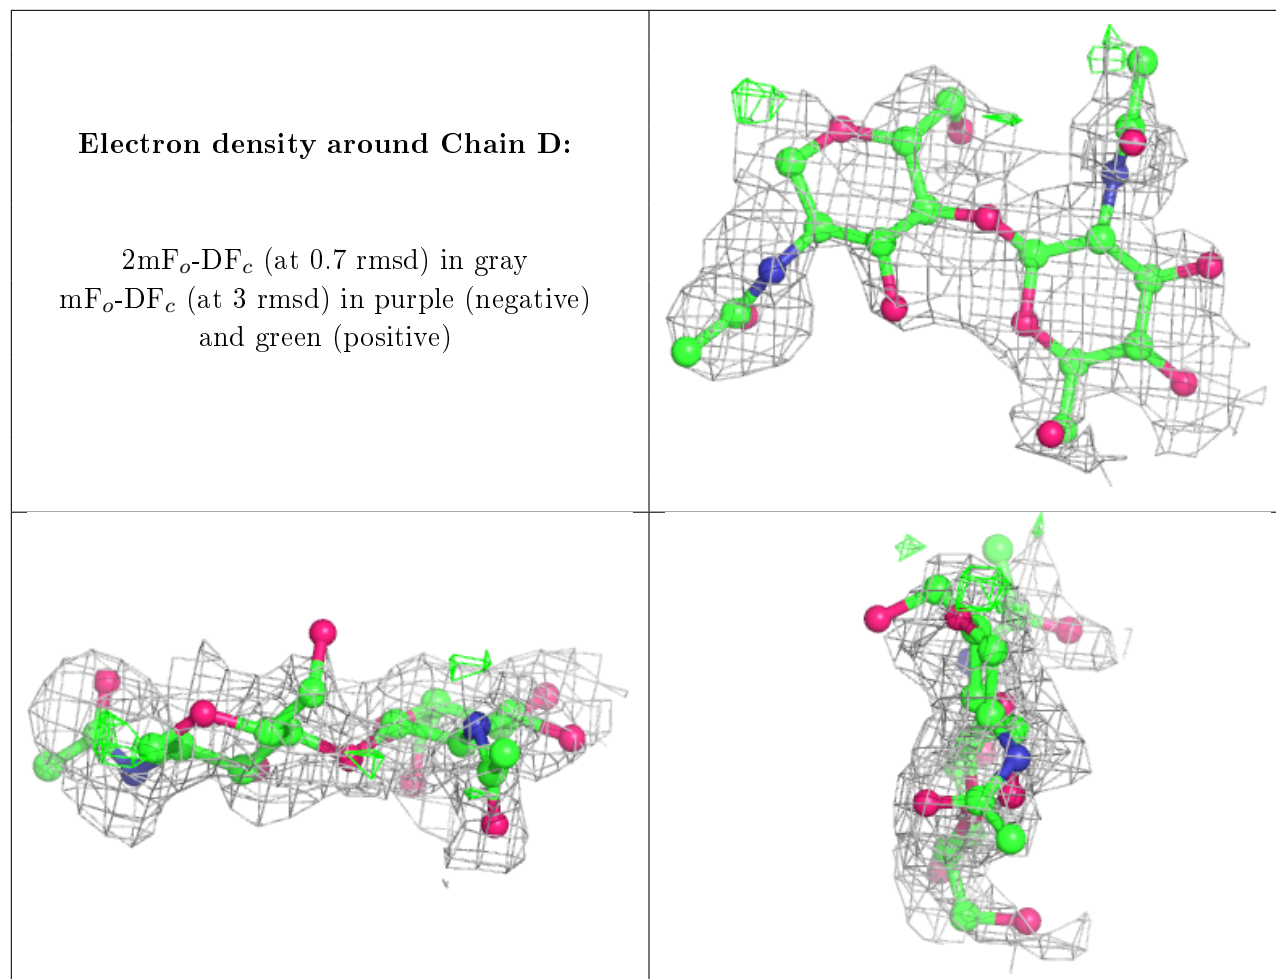 Electron density around Chain D:
2mFₒ-DF𝒸 (at 0.7 rmsd) in gray
mFₒ-DF𝒸 (at 3 rmsd) in purple (negative)
and green (positive)